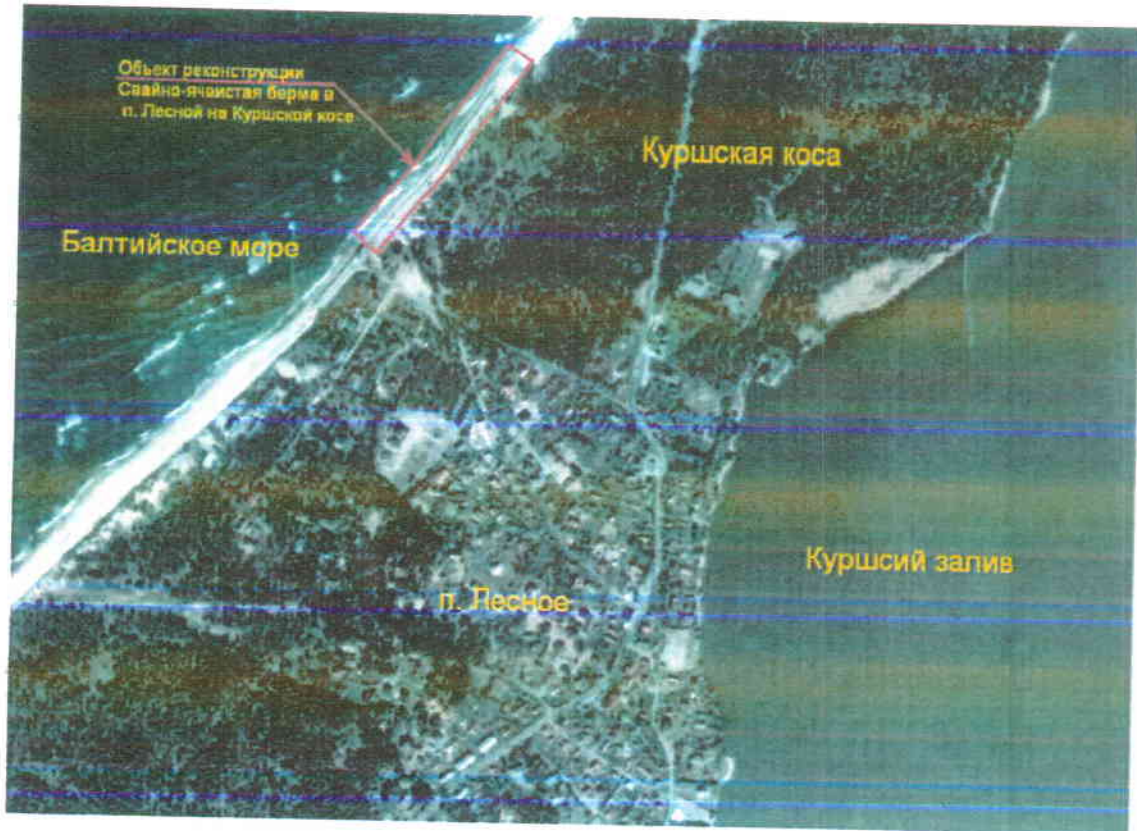 Объект реконструкции
Свайно-ячеистая берма в
п. Лесной на Куршской косе
Куршская коса
Балтийское море
Куршсий залив
п. Лесное